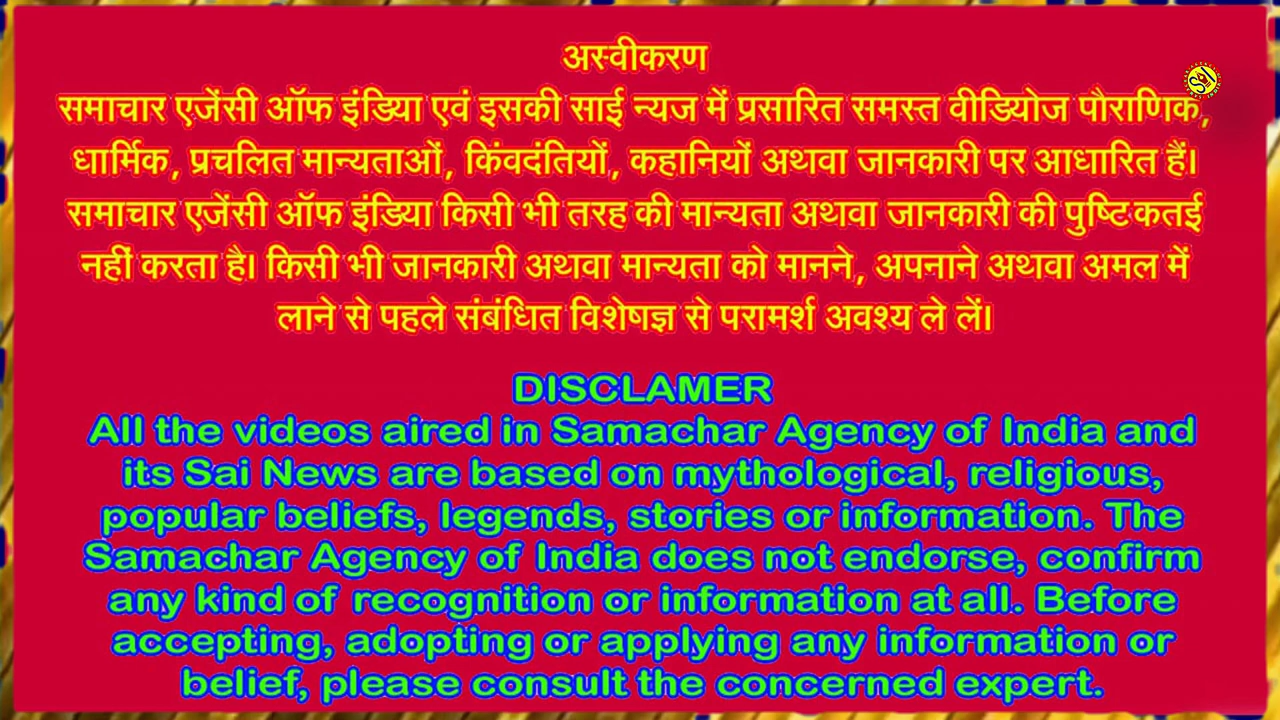 अस्वीकरण
SAI
समाचार एजेंसी ऑफ इंडिया एवं इसकी साई न्यज में प्रसारित समस्त वीडियोज पौराणिक,
धार्मिक, प्रचलित मान्यताओं, किंवदंतियों, कहानियों अथवा जानकारी पर आधारित हैं।
समाचार एजेंसी ऑफ इंडिया किसी भी तरह की मान्यता अथवा जानकारी की पुष्टि कतई
नहीं करता है। किसी भी जानकारी अथवा मान्यता को मानने, अपनाने अथवा अमल में
लाने से पहले संबंधित विशेषज्ञ से परामर्श अवश्य ले लें।
DISCLAMER
All the videos aired in Samachar Agency of India and
its Sai News are based on mythological, religious,
popular beliefs, legends, stories or information. The
Samachar Agency of India does not endorse, confirm
any kind of recognition or information at all. Before
accepting, adopting or applying any information or
belief, please consult the concerned expert.